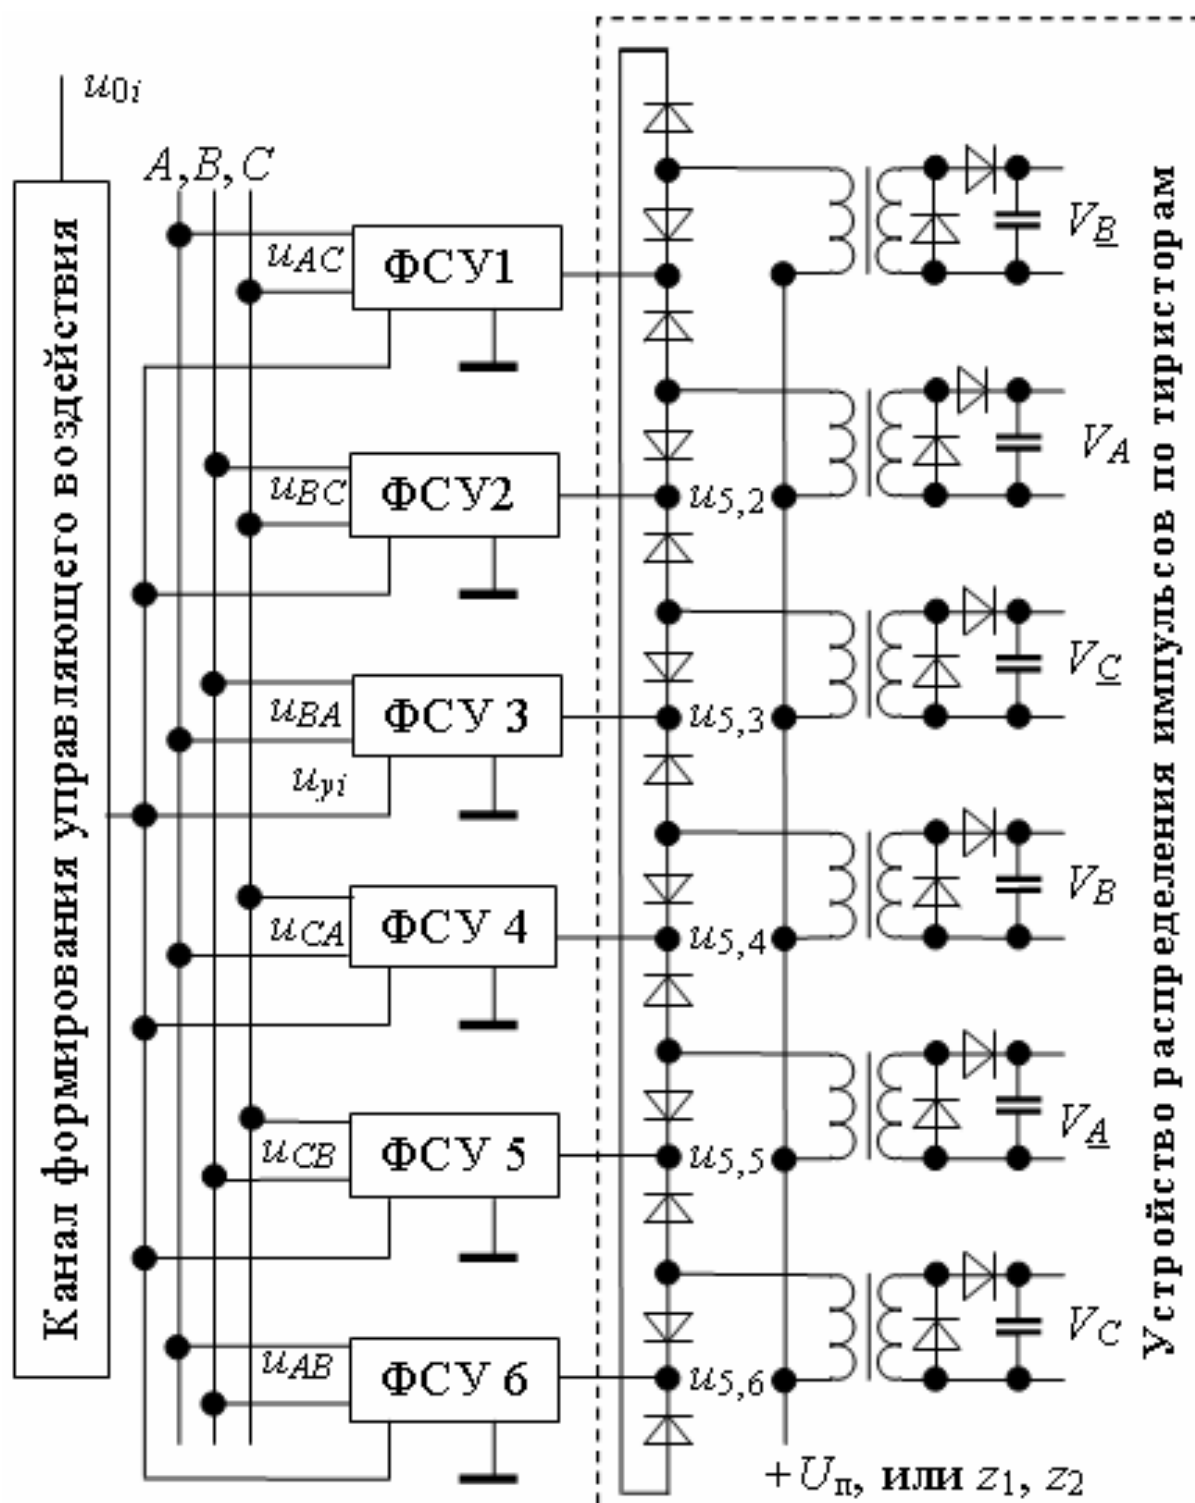 u0i
A, B, C
Канал формирования управляющего воздействия
uAC
ФСУ1
uBC
ФСУ2
uBA
ФСУ 3
uyi
uCA
ФСУ 4
uCB
ФСУ 5
uAB
ФСУ 6
u5,2
u5,3
u5,4
u5,5
u5,6
VB
VA
VC
VB
VA
VC
+Uп, или z1, z2
Устройство распределения импульсов по тиристорам